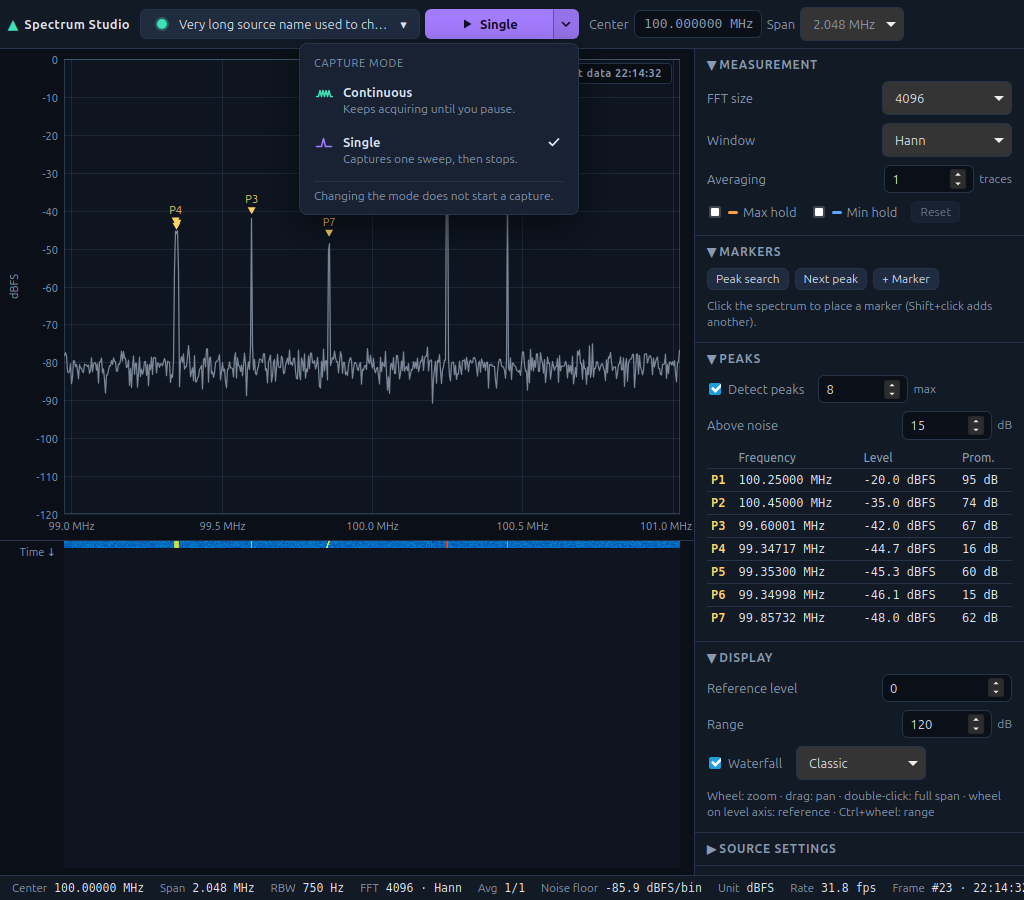 Spectrum Studio
Very long source name used to ch…
Single
Center 100.000000 MHz
Span 2.048 MHz
CAPTURE MODE
Continuous
Keeps acquiring until you pause.
Single
Captures one sweep, then stops.
Changing the mode does not start a capture.
t data 22:14:32
0
-10
-20
-30
-40
-50
-60
-70
-80
-90
-100
-110
-120
dBFS
P4
P3
P7
99.0 MHz
99.5 MHz
100.0 MHz
100.5 MHz
101.0 MHz
Time ↓
▼ MEASUREMENT
FFT size 4096
Window Hann
Averaging 1 traces
Max hold Min hold Reset
▼ MARKERS
Peak search Next peak + Marker
Click the spectrum to place a marker (Shift+click adds
another).
▼ PEAKS
Detect peaks 8 max
Above noise 15 dB
Frequency Level Prom.
P1 100.25000 MHz -20.0 dBFS 95 dB
P2 100.45000 MHz -35.0 dBFS 74 dB
P3 99.60001 MHz -42.0 dBFS 67 dB
P4 99.34717 MHz -44.7 dBFS 16 dB
P5 99.35300 MHz -45.3 dBFS 60 dB
P6 99.34998 MHz -46.1 dBFS 15 dB
P7 99.85732 MHz -48.0 dBFS 62 dB
▼ DISPLAY
Reference level 0
Range 120 dB
Waterfall Classic
Wheel: zoom · drag: pan · double-click: full span · wheel
on level axis: reference · Ctrl+wheel: range
▶ SOURCE SETTINGS
Center 100.00000 MHz Span 2.048 MHz RBW 750 Hz FFT 4096 · Hann Avg 1/1 Noise floor -85.9 dBFS/bin Unit dBFS Rate 31.8 fps Frame #23 · 22:14:32